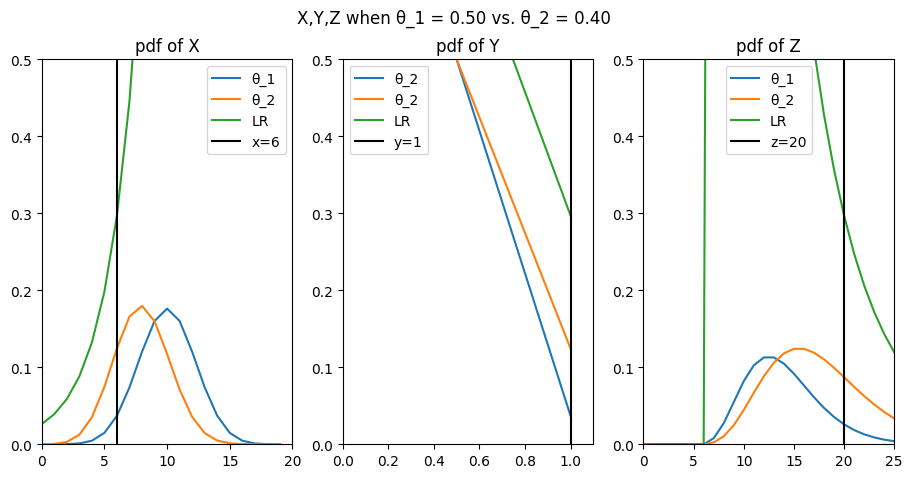 X,Y,Z when θ_1 = 0.50 vs. θ_2 = 0.40
pdf of X
0.5
0.4
0.3
0.2
0.1
0.0
0
5
10
15
20
θ_1
θ_2
LR
x=6
pdf of Y
0.5
0.4
0.3
0.2
0.1
0.0
0.0
0.2
0.4
0.6
0.8
1.0
θ_2
θ_2
LR
y=1
pdf of Z
0.5
0.4
0.3
0.2
0.1
0.0
0
5
10
15
20
25
θ_1
θ_2
LR
z=20